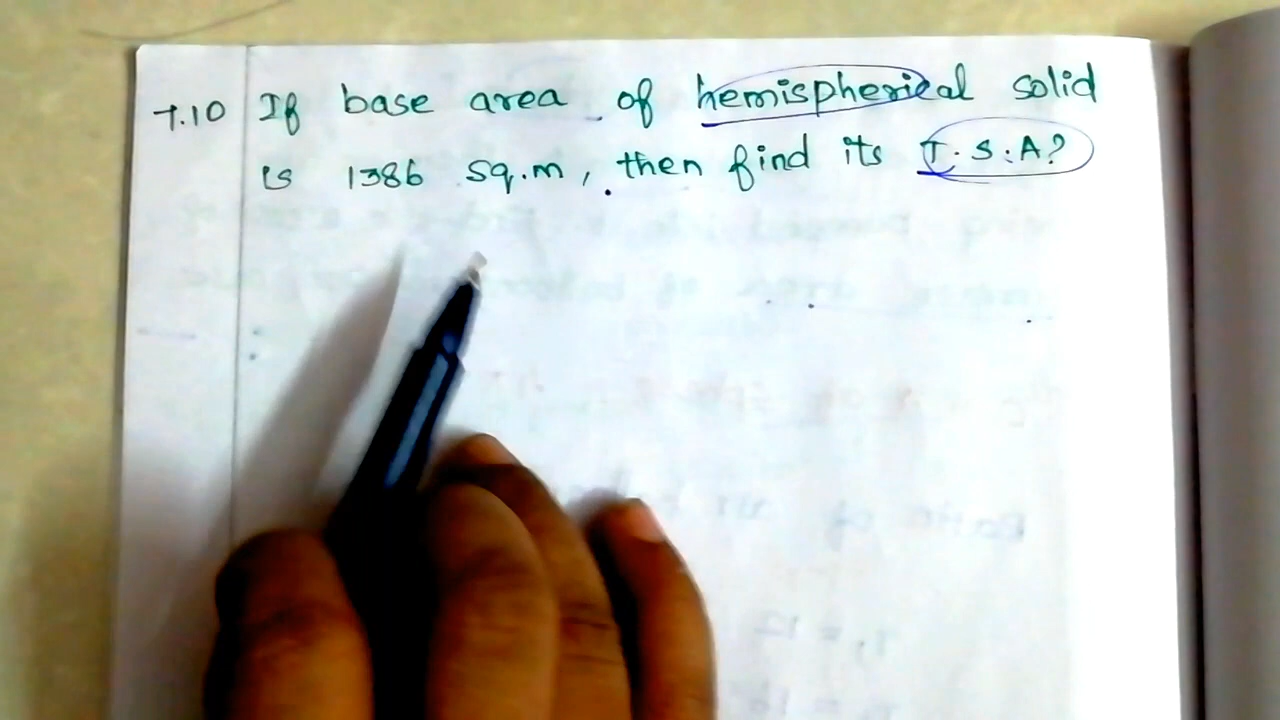 7.10 If base area of hemispherical solid
is 1386 sq.m, then find its T.S.A?